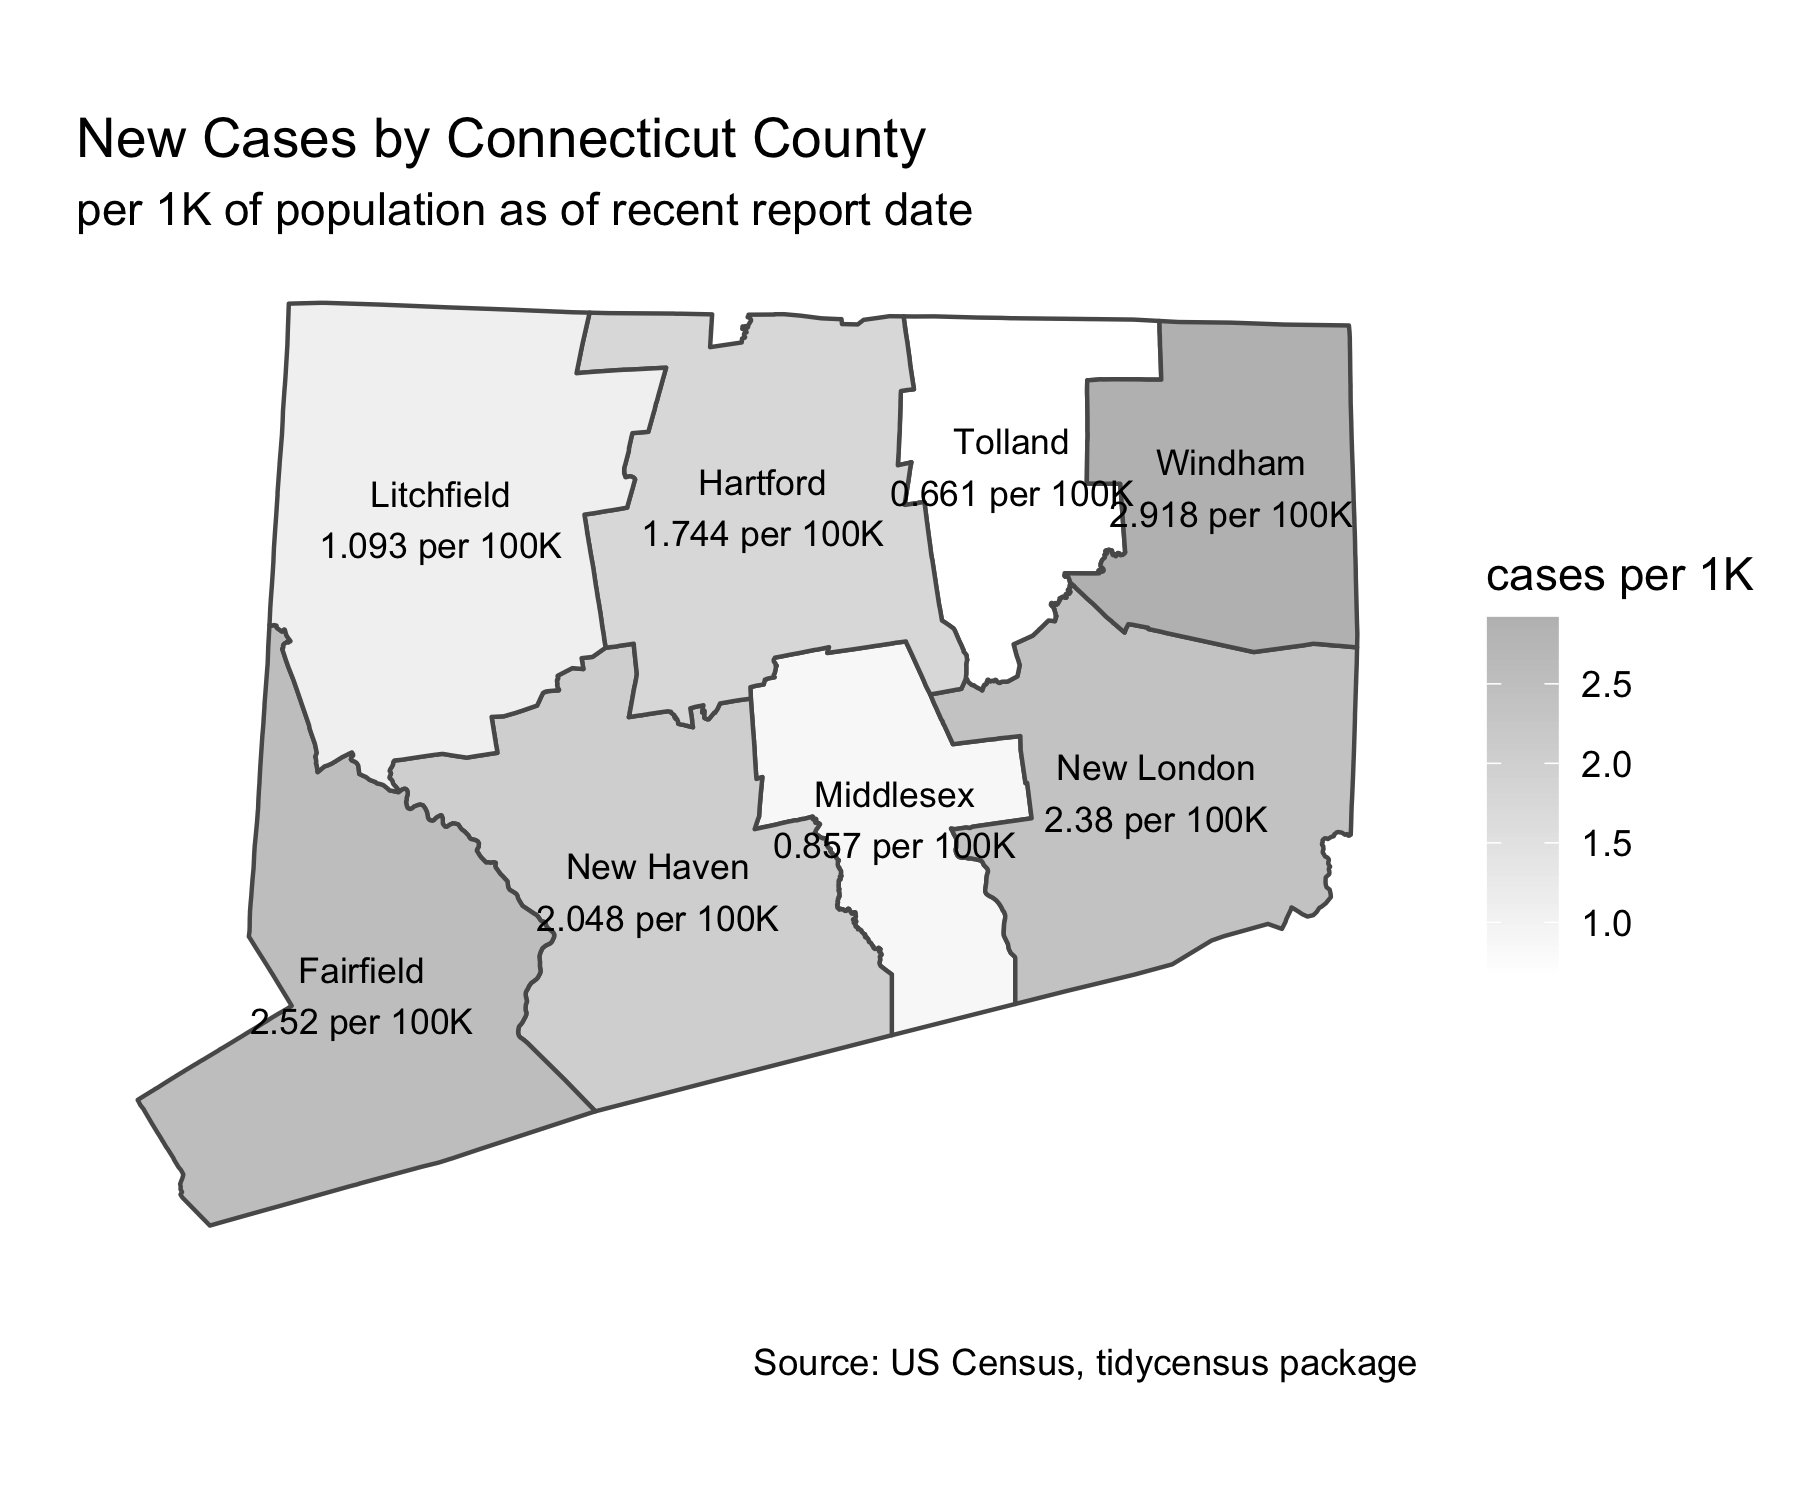 New Cases by Connecticut County
per 1K of population as of recent report date
Tolland
0.661 per 100K
Windham
2.918 per 100K
Hartford
1.744 per 100K
Litchfield
1.093 per 100K
cases per 1K
2.5
2.0
1.5
1.0
New London
2.38 per 100K
Middlesex
0.857 per 100K
New Haven
2.048 per 100K
Fairfield
2.52 per 100K
Source: US Census, tidycensus package